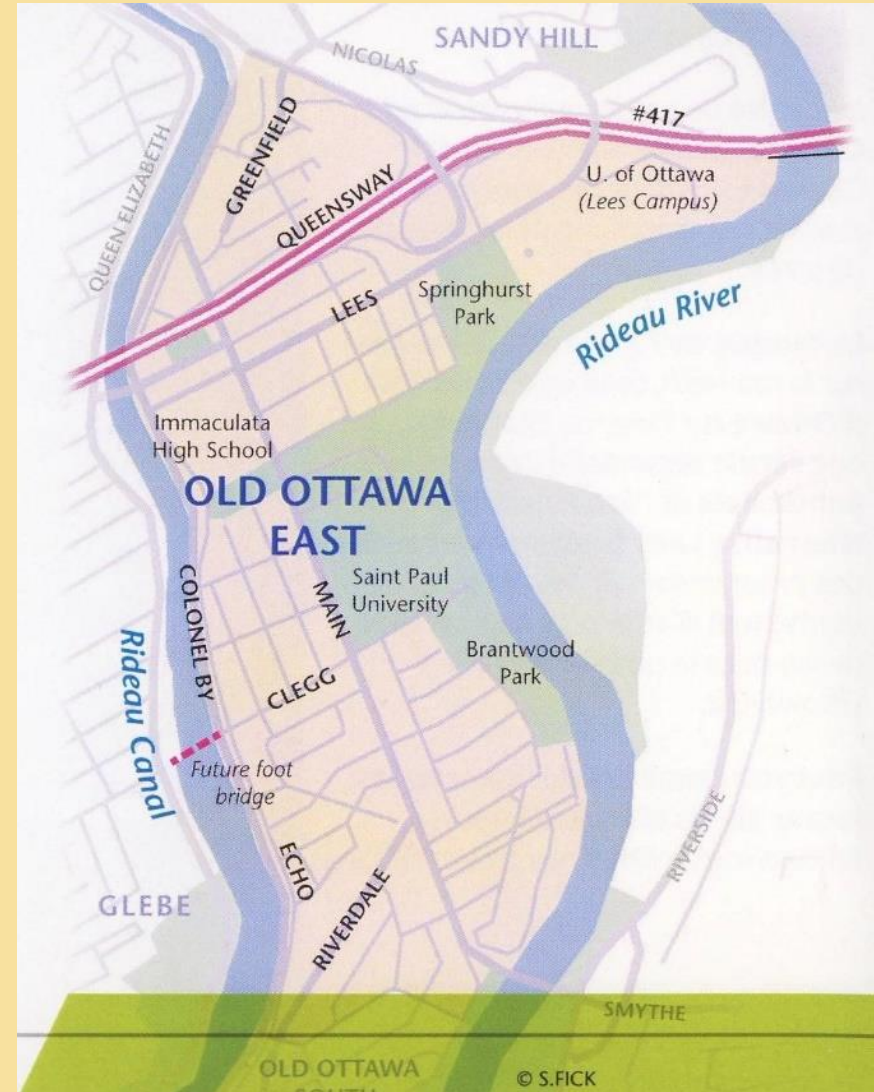 SANDY HILL
NICOLAS
#417
GREENFIELD
QUEEN ELIZABETH
QUEENSWAY
U. of Ottawa
(Lees Campus)
LEES
Springhurst
Park
Rideau River
Immaculata
High School
OLD OTTAWA
EAST
COLONEL BY
MAIN
Saint Paul
University
Rideau Canal
CLEGG
Brantwood
Park
Future foot
bridge
ECHO
RIVERSIDE
GLEBE
RIVERDALE
SMYTHE
OLD OTTAWA
SOUTH
© S.FICK